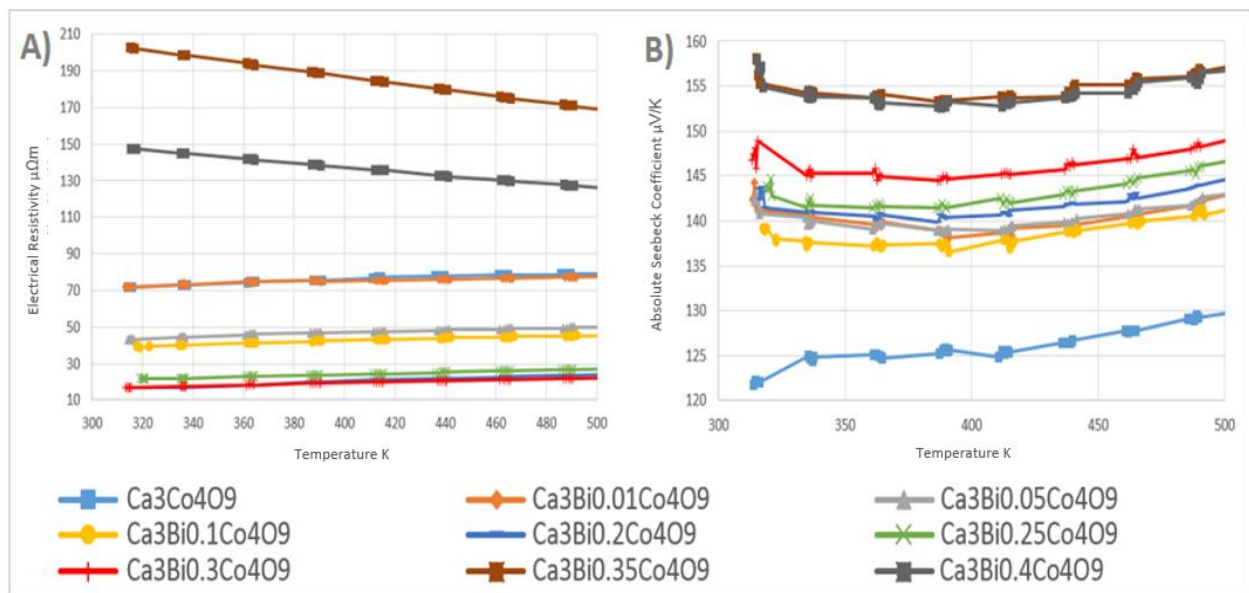 A)
210
190
170
150
130
110
90
70
50
30
10
Electrical Resistivity μΩm
300 320 340 360 380 400 420 440 460 480 500
Temperature K
B)
160
155
150
145
140
135
130
125
120
Absolute Seebeck Coefficient μV/K
300 350 400 450 500
Temperature K
Ca3Co4O9 Ca3Bi0.01Co4O9 Ca3Bi0.05Co4O9
Ca3Bi0.1Co4O9 Ca3Bi0.2Co4O9 Ca3Bi0.25Co4O9
Ca3Bi0.3Co4O9 Ca3Bi0.35Co4O9 Ca3Bi0.4Co4O9